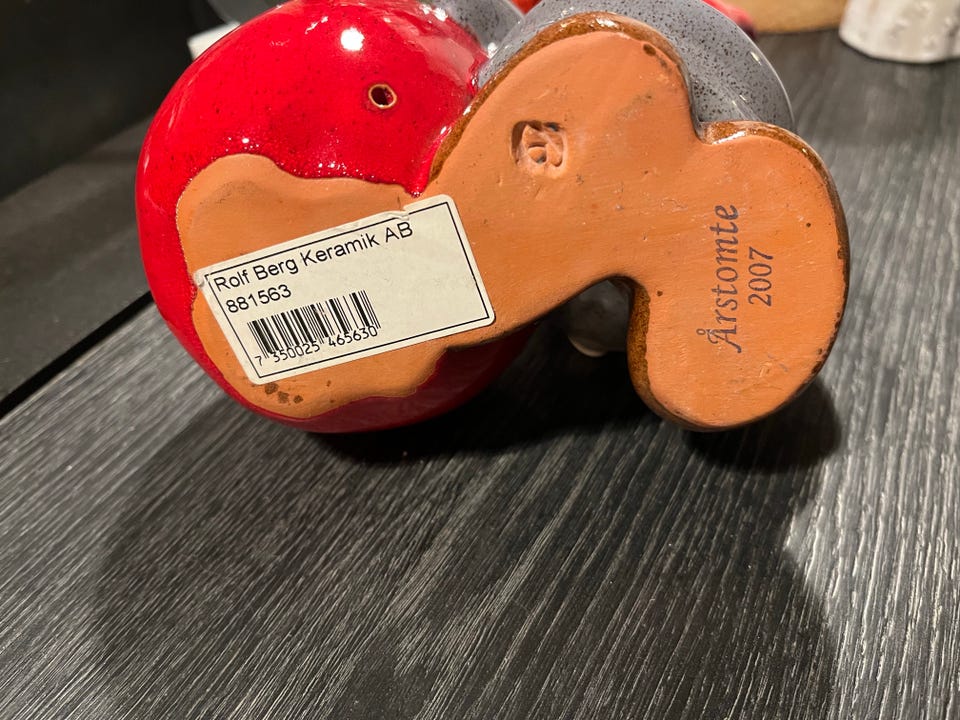 Rolf Berg Keramik AB
881563
7 350025 465630
Årstomte
2007